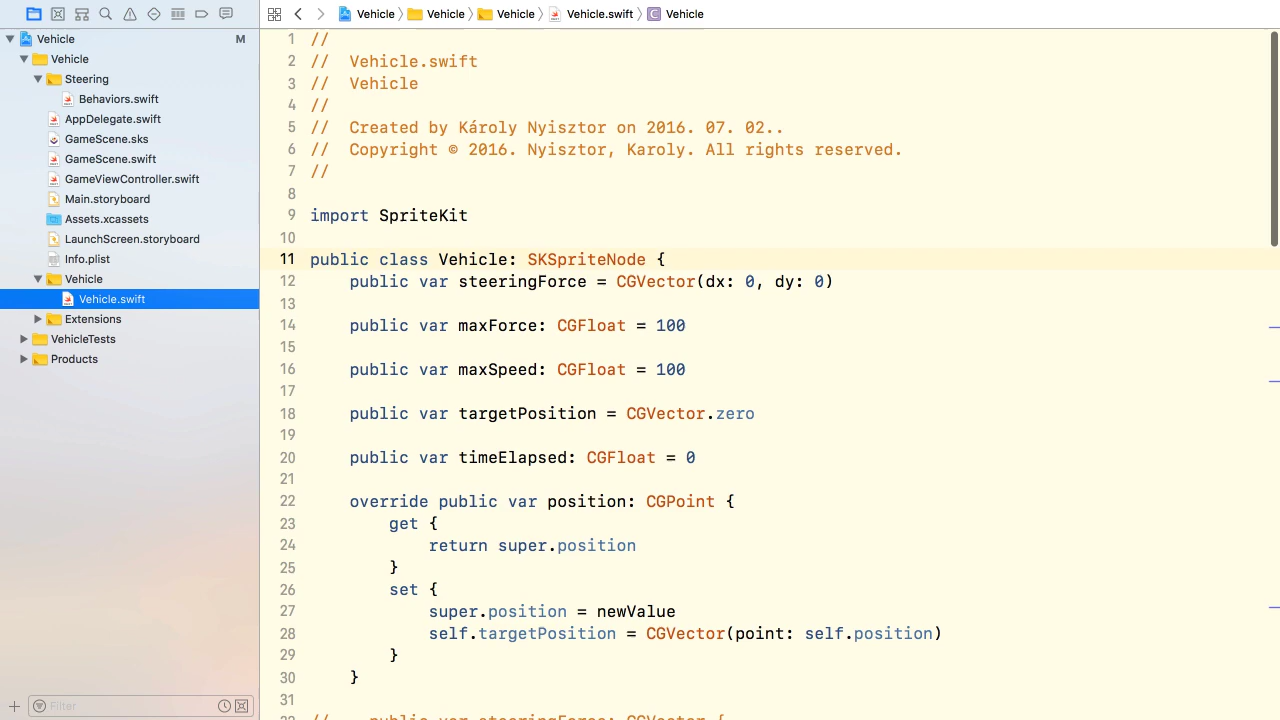 Vehicle
M
Vehicle
Steering
Behaviors.swift
AppDelegate.swift
GameScene.sks
GameScene.swift
GameViewController.swift
Main.storyboard
Assets.xcassets
LaunchScreen.storyboard
Info.plist
Vehicle
Vehicle.swift
Extensions
VehicleTests
Products
Filter
Vehicle Vehicle Vehicle Vehicle.swift C Vehicle
1 //
2 //  Vehicle.swift
3 //  Vehicle
4 //
5 //  Created by Károly Nyisztor on 2016. 07. 02..
6 //  Copyright © 2016. Nyisztor, Karoly. All rights reserved.
7 //
8
9 import SpriteKit
10
11 public class Vehicle: SKSpriteNode {
12     public var steeringForce = CGVector(dx: 0, dy: 0)
13
14     public var maxForce: CGFloat = 100
15
16     public var maxSpeed: CGFloat = 100
17
18     public var targetPosition = CGVector.zero
19
20     public var timeElapsed: CGFloat = 0
21
22     override public var position: CGPoint {
23         get {
24             return super.position
25         }
26         set {
27             super.position = newValue
28             self.targetPosition = CGVector(point: self.position)
29         }
30     }
31
//    public var steeringForce: CGVector {